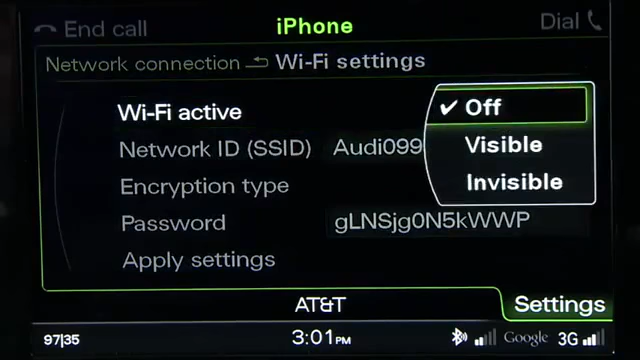 End call iPhone Dial
Network connection Wi-Fi settings
Wi-Fi active ✔ Off
Network ID (SSID) Audi099 Visible
Encryption type Invisible
Password gLNSjg0N5kWWP
Apply settings
AT&T Settings
97|35 3:01PM Google 3G